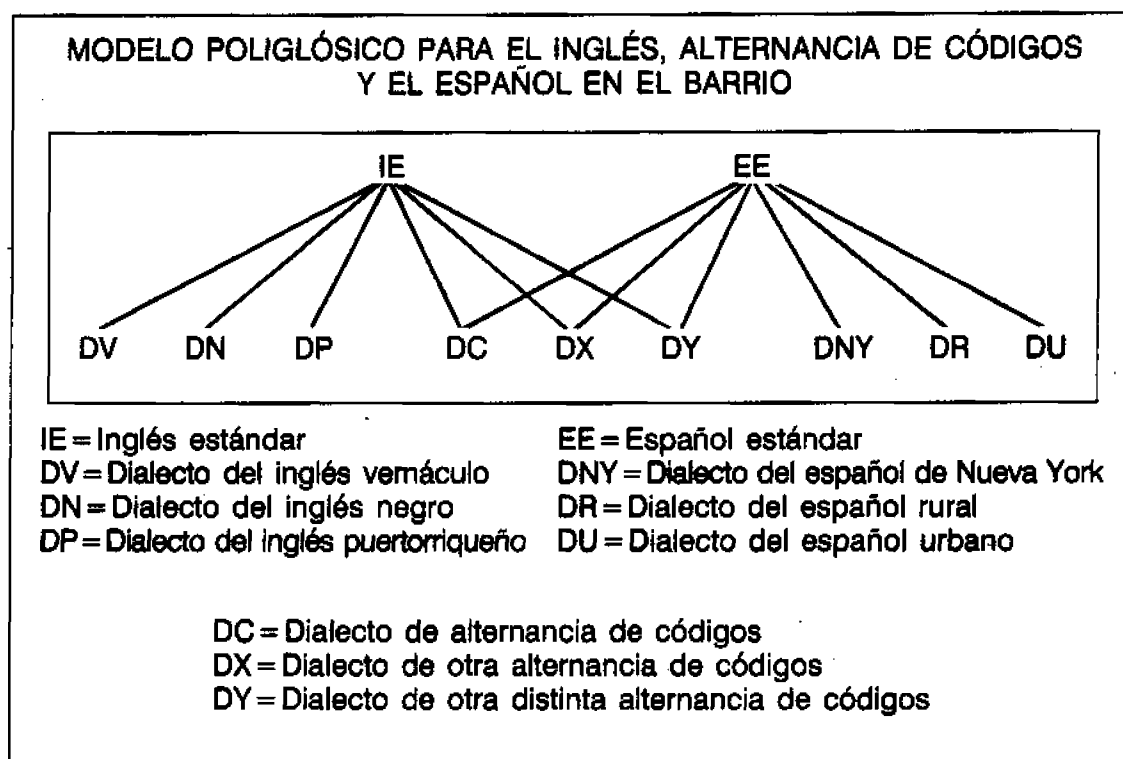 MODELO POLIGLÓSICO PARA EL INGLÉS, ALTERNANCIA DE CÓDIGOS
Y EL ESPAÑOL EN EL BARRIO
IE EE
DV DN DP DC DX DY DNY DR DU
IE = Inglés estándar
DV = Dialecto del inglés vernáculo
DN = Dialecto del inglés negro
DP = Dialecto del inglés puertorriqueño
EE = Español estándar
DNY = Dialecto del español de Nueva York
DR = Dialecto del español rural
DU = Dialecto del español urbano
DC = Dialecto de alternancia de códigos
DX = Dialecto de otra alternancia de códigos
DY = Dialecto de otra distinta alternancia de códigos